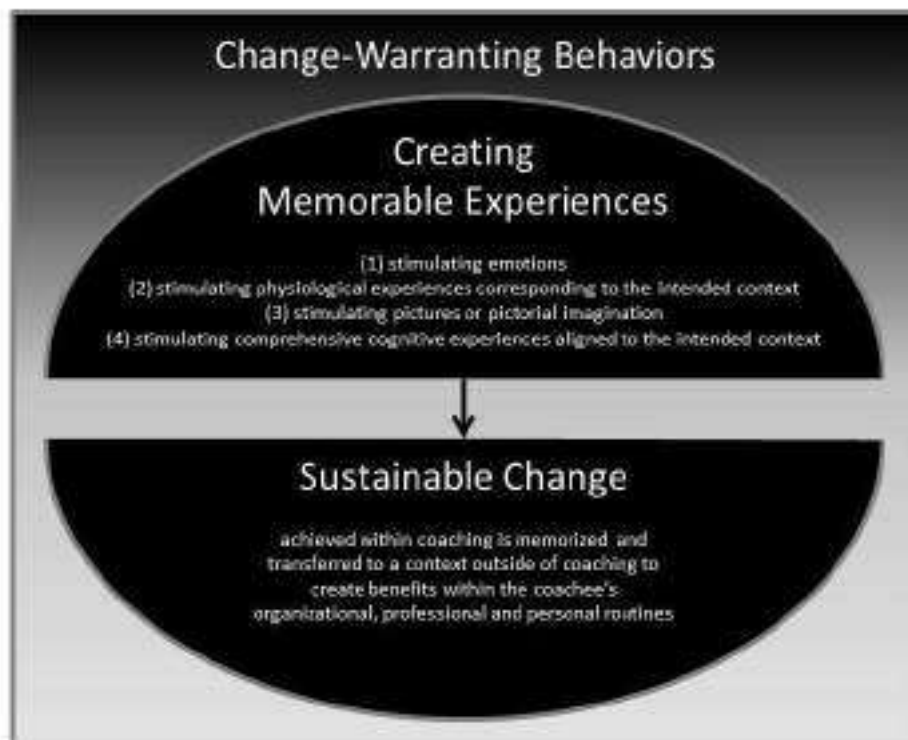 Change-Warranting Behaviors
Creating
Memorable Experiences
(1) stimulating emotions
(2) stimulating physiological experiences corresponding to the intended context
(3) stimulating pictures or pictorial imagination
(4) stimulating comprehensive cognitive experiences aligned to the intended context
Sustainable Change
achieved within coaching is memorized and
transferred to a context outside of coaching to
create benefits within the coachee's
organizational, professional and personal routines